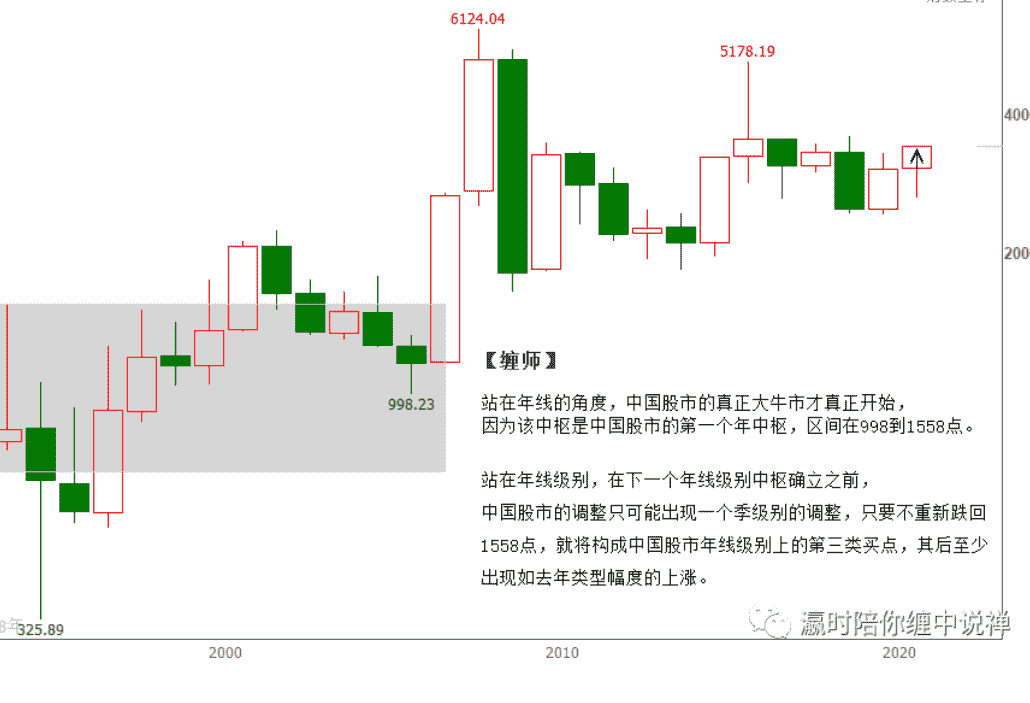 6124.04
5178.19
4000
2000
998.23
【缠师】
站在年线的角度，中国股市的真正大牛市才真正开始，
因为该中枢是中国股市的第一个年中枢，区间在998到1558点。
站在年线级别，在下一个年线级别中枢确立之前，
中国股市的调整只可能出现一个季级别的调整，只要不重新跌回
1558点，就将构成中国股市年线级别上的第三类买点，其后至少
出现如去年类型幅度的上涨。
瀛时陪你缠中说禅
8年
325.89
2000
2010
2020